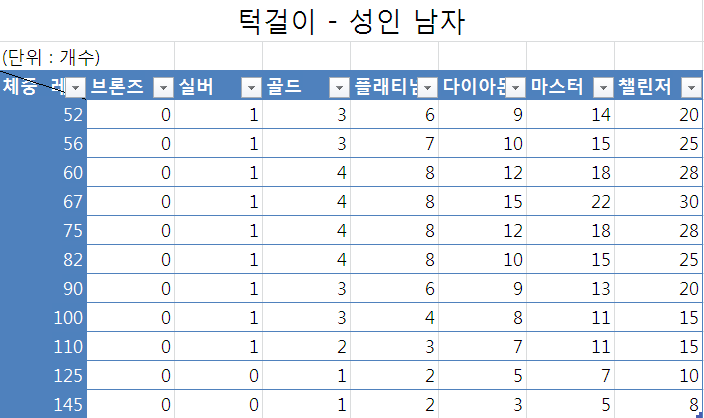 턱걸이 - 성인 남자
(단위 : 개수)
체중 브론즈 실버 골드 플래티넘 다이아몬 마스터 챌린저
52 0 1 3 6 9 14 20
56 0 1 3 7 10 15 25
60 0 1 4 8 12 18 28
67 0 1 4 8 15 22 30
75 0 1 4 8 12 18 28
82 0 1 4 8 10 15 25
90 0 1 3 6 9 13 20
100 0 1 3 4 8 11 15
110 0 1 2 3 7 11 15
125 0 0 1 2 5 7 10
145 0 0 1 2 3 5 8